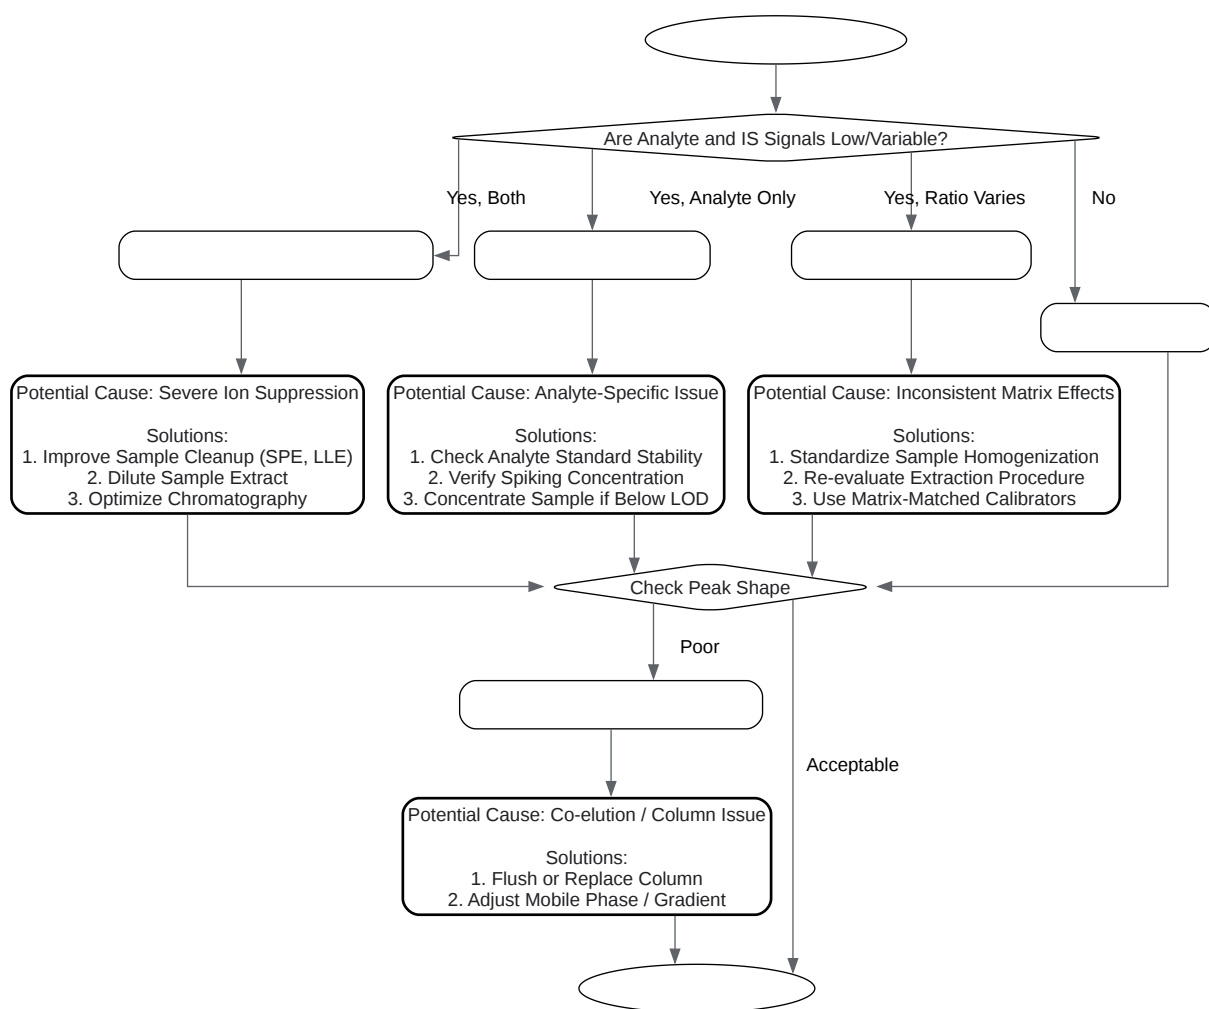 Are Analyte and IS Signals Low/Variable?
Yes, Both
Yes, Analyte Only
Yes, Ratio Varies
No
Potential Cause: Severe Ion Suppression
Solutions:
1. Improve Sample Cleanup (SPE, LLE)
2. Dilute Sample Extract
3. Optimize Chromatography
Potential Cause: Analyte-Specific Issue
Solutions:
1. Check Analyte Standard Stability
2. Verify Spiking Concentration
3. Concentrate Sample if Below LOD
Potential Cause: Inconsistent Matrix Effects
Solutions:
1. Standardize Sample Homogenization
2. Re-evaluate Extraction Procedure
3. Use Matrix-Matched Calibrators
Check Peak Shape
Poor
Acceptable
Potential Cause: Co-elution / Column Issue
Solutions:
1. Flush or Replace Column
2. Adjust Mobile Phase / Gradient